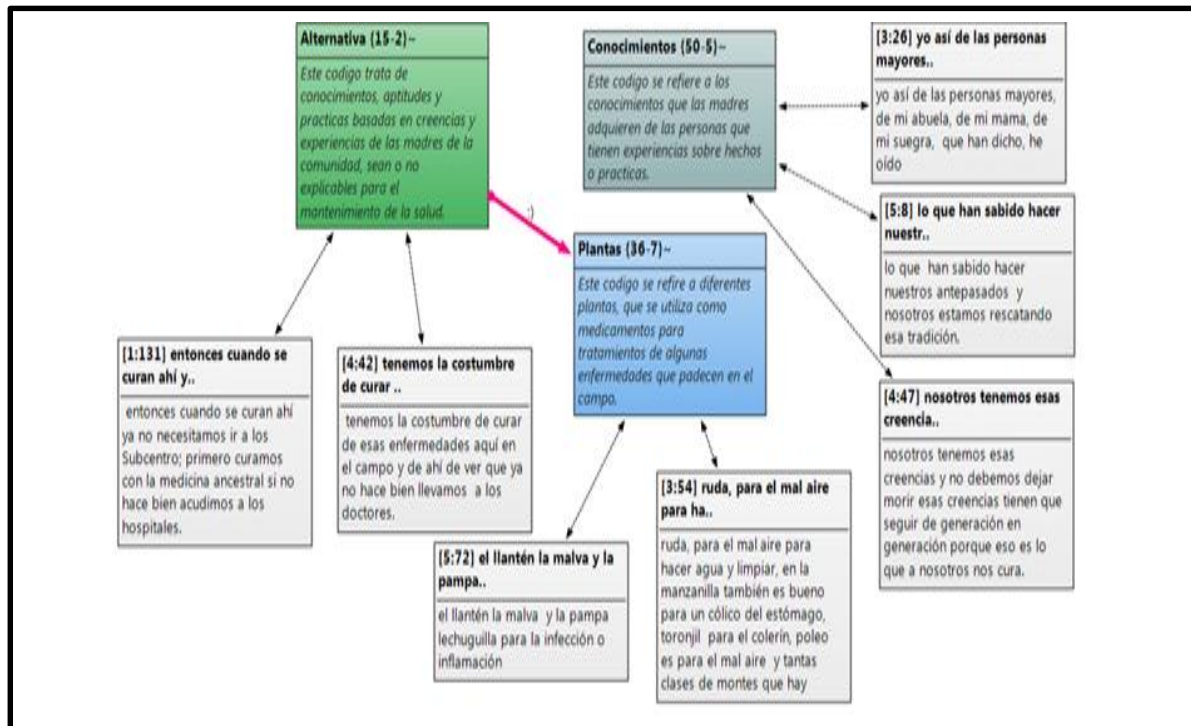 Alternativa (15-2)~
Este codigo trata de
conocimientos, aptitudes y
practicas basadas en creencias y
experiencias de las madres de la
comunidad, sean o no
explicables para el
mantenimiento de la salud.
Conocimientos (50-5)~
Este codigo se refiere a los
conocimientos que las madres
adquieren de las personas que
tienen experiencias sobre hechos
o practicas.
[3:26] yo así de las personas
mayores..
yo así de las personas mayores,
de mi abuela, de mi mama, de
mi suegra, que han dicho, he
oído
:)
[5:8] lo que han sabido hacer
nuestr..
lo que han sabido hacer
nuestros antepasados y
nosotros estamos rescatando
esa tradición.
Plantas (36-7)~
Este codigo se refire a diferentes
plantas, que se utiliza como
medicamentos para
tratamientos de algunas
enfermedades que padecen en el
campo.
[1:131] entonces cuando se
curan ahí y..
entonces cuando se curan ahí
ya no necesitamos ir a los
Subcentro; primero curamos
con la medicina ancestral si no
hace bien acudimos a los
hospitales.
[4:42] tenemos la costumbre
de curar ..
tenemos la costumbre de curar
de esas enfermedades aquí en
el campo y de ahí de ver que ya
no hace bien llevamos a los
doctores.
[4:47] nosotros tenemos esas
creencia..
nosotros tenemos esas
creencias y no debemos dejar
morir esas creencias tienen que
seguir de generación en
generación porque eso es lo
que a nosotros nos cura.
[5:72] el llantén la malva y la
pampa..
el llantén la malva y la pampa
lechuguilla para la infección o
inflamación
[3:54] ruda, para el mal aire
para ha..
ruda, para el mal aire para
hacer agua y limpiar, en la
manzanilla también es bueno
para un cólico del estómago,
toronjil para el colerín, poleo
es para el mal aire y tantas
clases de montes que hay